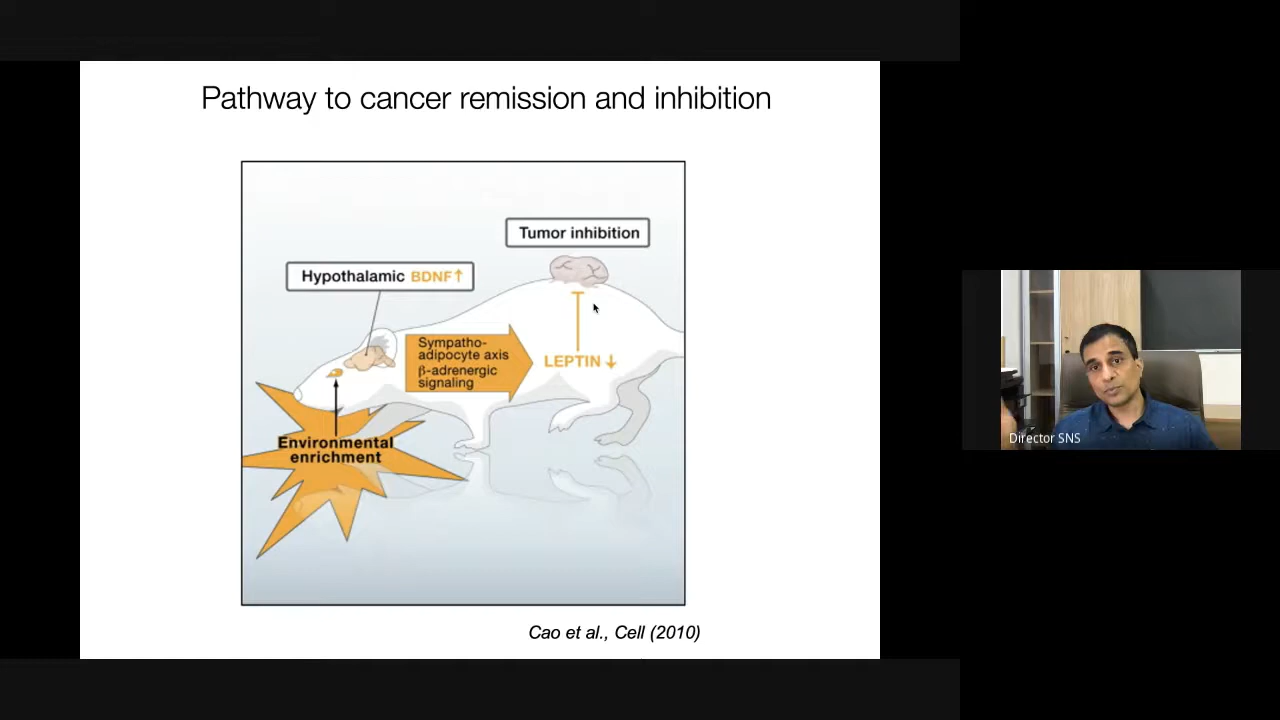 Pathway to cancer remission and inhibition
Tumor inhibition
Hypothalamic BDNF↑
Sympatho-
adipocyte axis
β-adrenergic
signaling
LEPTIN ↓
Environmental
enrichment
Cao et al., Cell (2010)
Director SNS